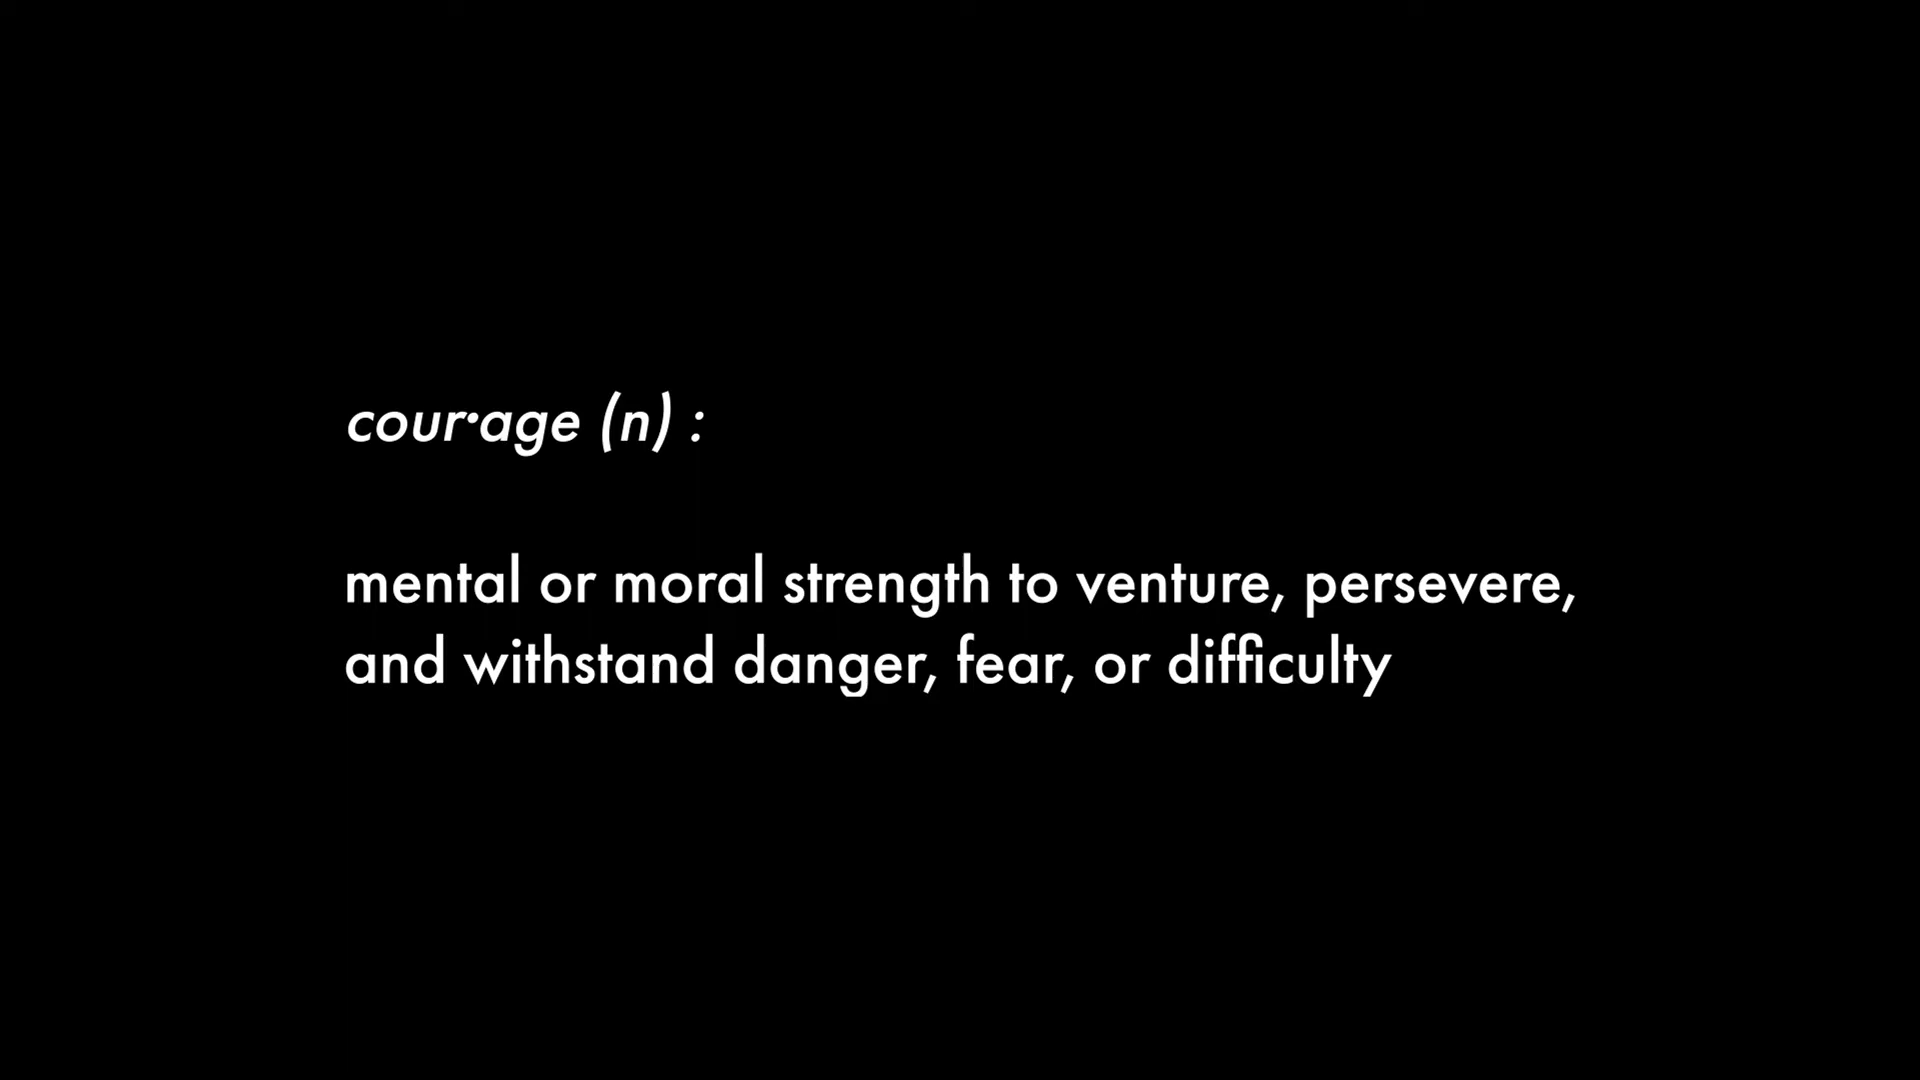 cour·age (n) :
mental or moral strength to venture, persevere,
and withstand danger, fear, or difficulty